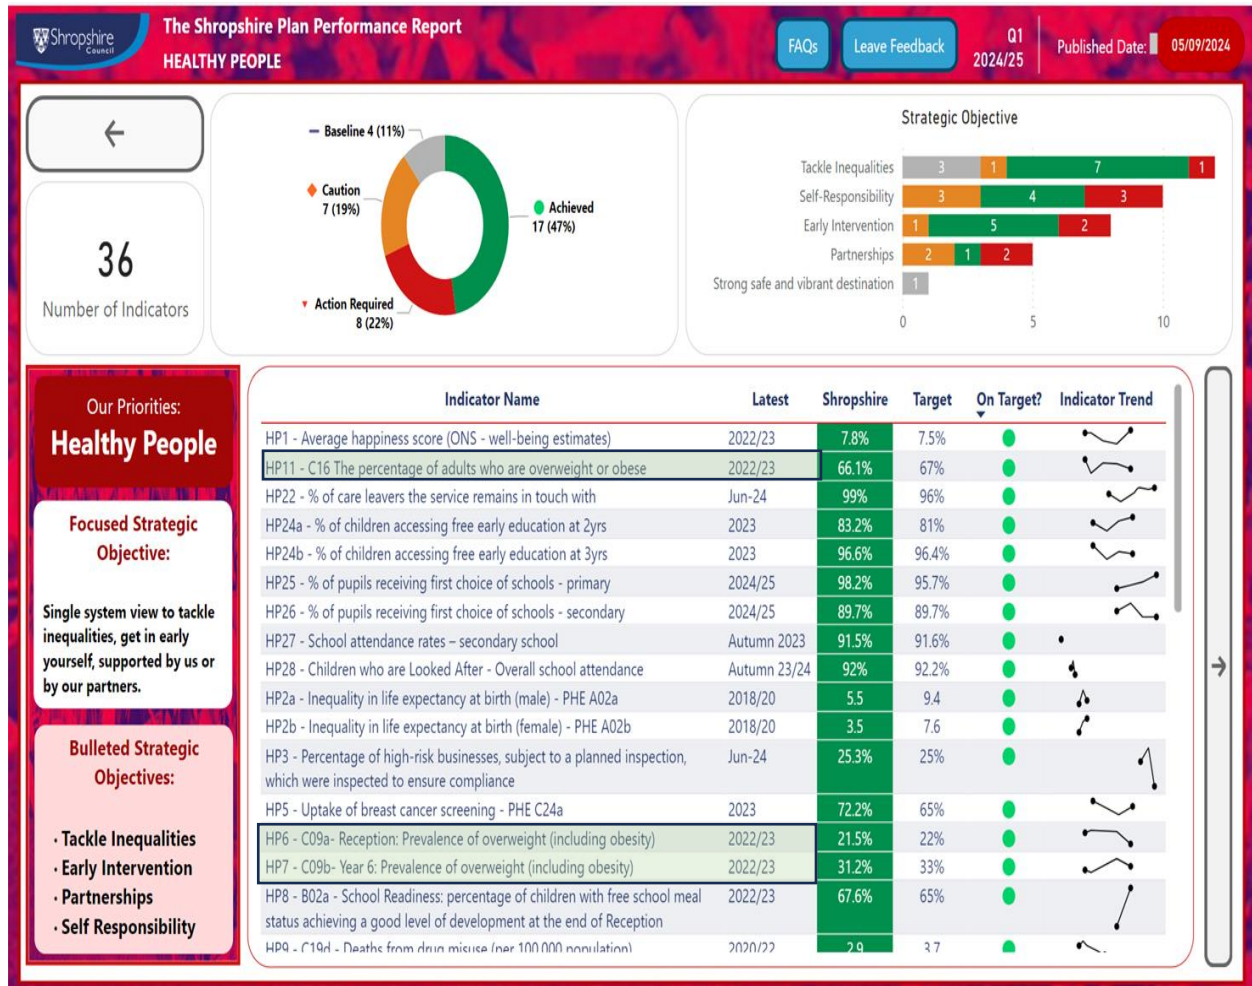 Shropshire
Council
The Shropshire Plan Performance Report
HEALTHY PEOPLE
FAQs
Leave Feedback
Q1
2024/25
Published Date:
05/09/2024
←
36
Number of Indicators
Baseline 4 (11%)
Caution
7 (19%)
Achieved
17 (47%)
Action Required
8 (22%)
Strategic Objective
Tackle Inequalities 3 1 7 1
Self-Responsibility 3 4 3
Early Intervention 1 5 2
Partnerships 2 1 2
Strong safe and vibrant destination 1
0 5 10
Our Priorities:
Healthy People
Focused Strategic
Objective:
Single system view to tackle
inequalities, get in early
yourself, supported by us or
by our partners.
Bulleted Strategic
Objectives:
· Tackle Inequalities
· Early Intervention
· Partnerships
· Self Responsibility
Indicator Name Latest Shropshire Target On Target? Indicator Trend
HP1 - Average happiness score (ONS - well-being estimates) 2022/23 7.8% 7.5%
HP11 - C16 The percentage of adults who are overweight or obese 2022/23 66.1% 67%
HP22 - % of care leavers the service remains in touch with Jun-24 99% 96%
HP24a - % of children accessing free early education at 2yrs 2023 83.2% 81%
HP24b - % of children accessing free early education at 3yrs 2023 96.6% 96.4%
HP25 - % of pupils receiving first choice of schools - primary 2024/25 98.2% 95.7%
HP26 - % of pupils receiving first choice of schools - secondary 2024/25 89.7% 89.7%
HP27 - School attendance rates – secondary school Autumn 2023 91.5% 91.6%
HP28 - Children who are Looked After - Overall school attendance Autumn 23/24 92% 92.2%
HP2a - Inequality in life expectancy at birth (male) - PHE A02a 2018/20 5.5 9.4
HP2b - Inequality in life expectancy at birth (female) - PHE A02b 2018/20 3.5 7.6
HP3 - Percentage of high-risk businesses, subject to a planned inspection, Jun-24 25.3% 25%
which were inspected to ensure compliance
HP5 - Uptake of breast cancer screening - PHE C24a 2023 72.2% 65%
HP6 - C09a- Reception: Prevalence of overweight (including obesity) 2022/23 21.5% 22%
HP7 - C09b- Year 6: Prevalence of overweight (including obesity) 2022/23 31.2% 33%
HP8 - B02a - School Readiness: percentage of children with free school meal 2022/23 67.6% 65%
status achieving a good level of development at the end of Reception
HP9 - C19d - Deaths from drug misuse (per 100,000 population) 2020/22 2.9 3.7
→